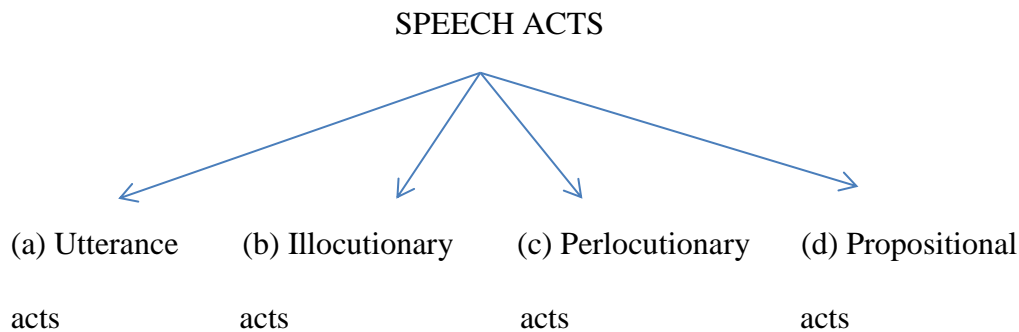 SPEECH ACTS
(a) Utterance (b) Illocutionary (c) Perlocutionary (d) Propositional
acts acts acts acts